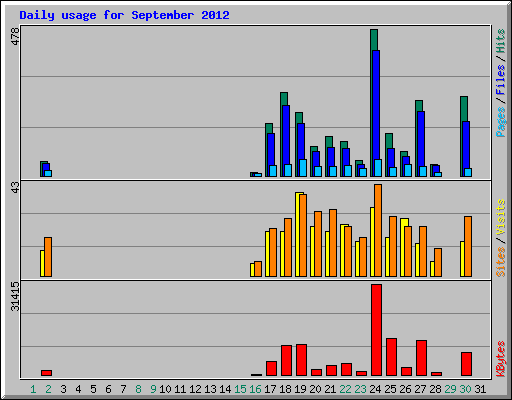 Daily usage for September 2012
478
43
31415
Pages / Files / Hits
Sites / Visits
KBytes
1 2 3 4 5 6 7 8 9 10 11 12 13 14 15 16 17 18 19 20 21 22 23 24 25 26 27 28 29 30 31